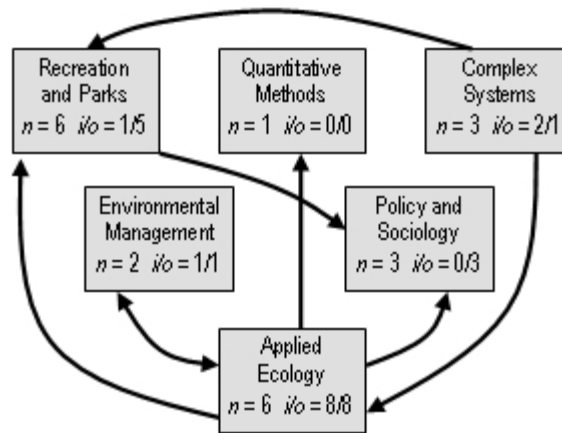 Recreation
and Parks
n = 6 i/o = 1/5
Quantitative
Methods
n = 1 i/o = 0/0
Complex
Systems
n = 3 i/o = 2/1
Environmental
Management
n = 2 i/o = 1/1
Policy and
Sociology
n = 3 i/o = 0/3
Applied
Ecology
n = 6 i/o = 8/8